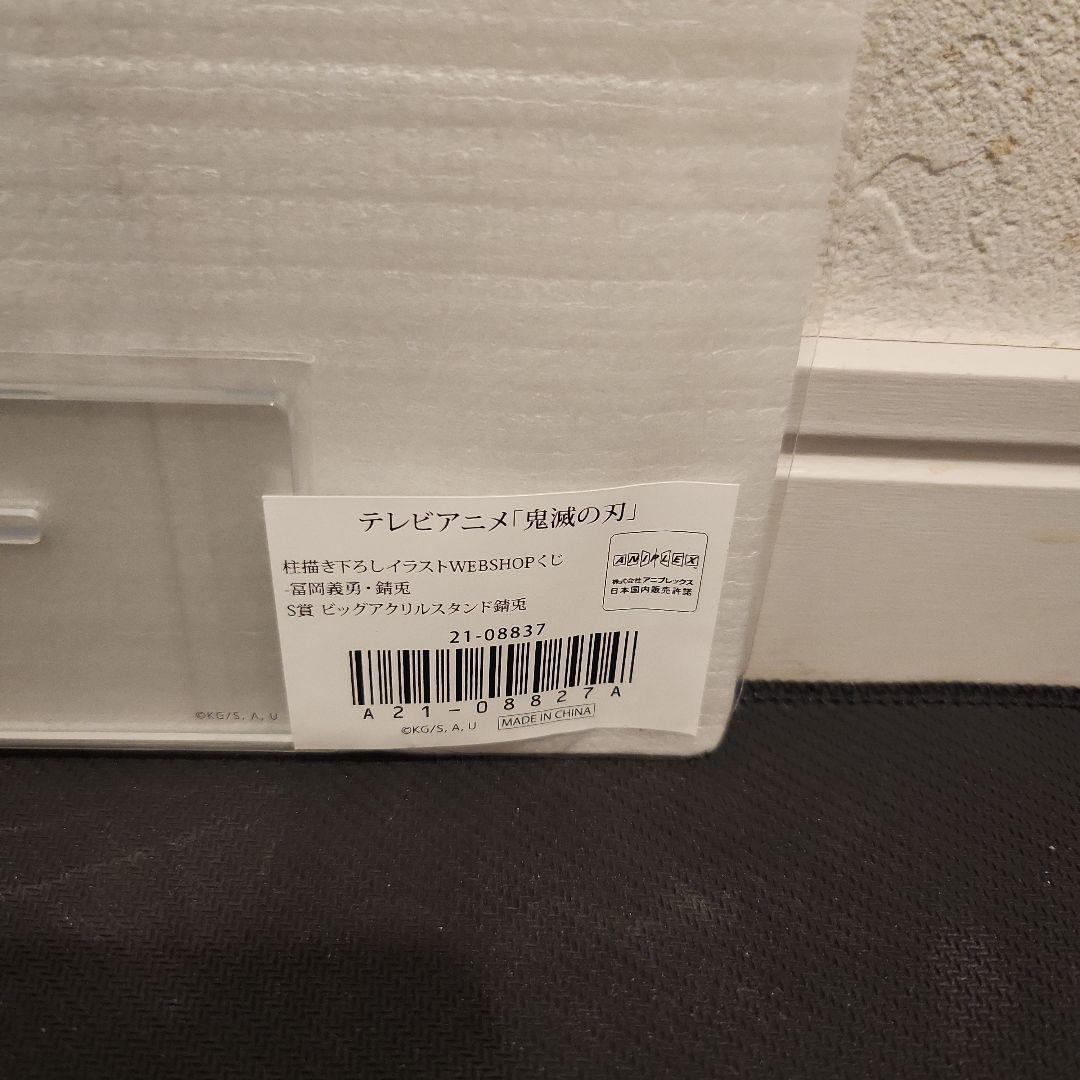 テレビアニメ「鬼滅の刃」
柱描き下ろしイラストWEBSHOPくじ
-冨岡義勇・錆兎
S賞 ビッグアクリルスタンド錆兎
ANIPLEX
株式会社アニプレックス
日本国内販売許諾
21-08837
A21-08827A
©KG/S, A, U
MADE IN CHINA
©KG/S, A, U